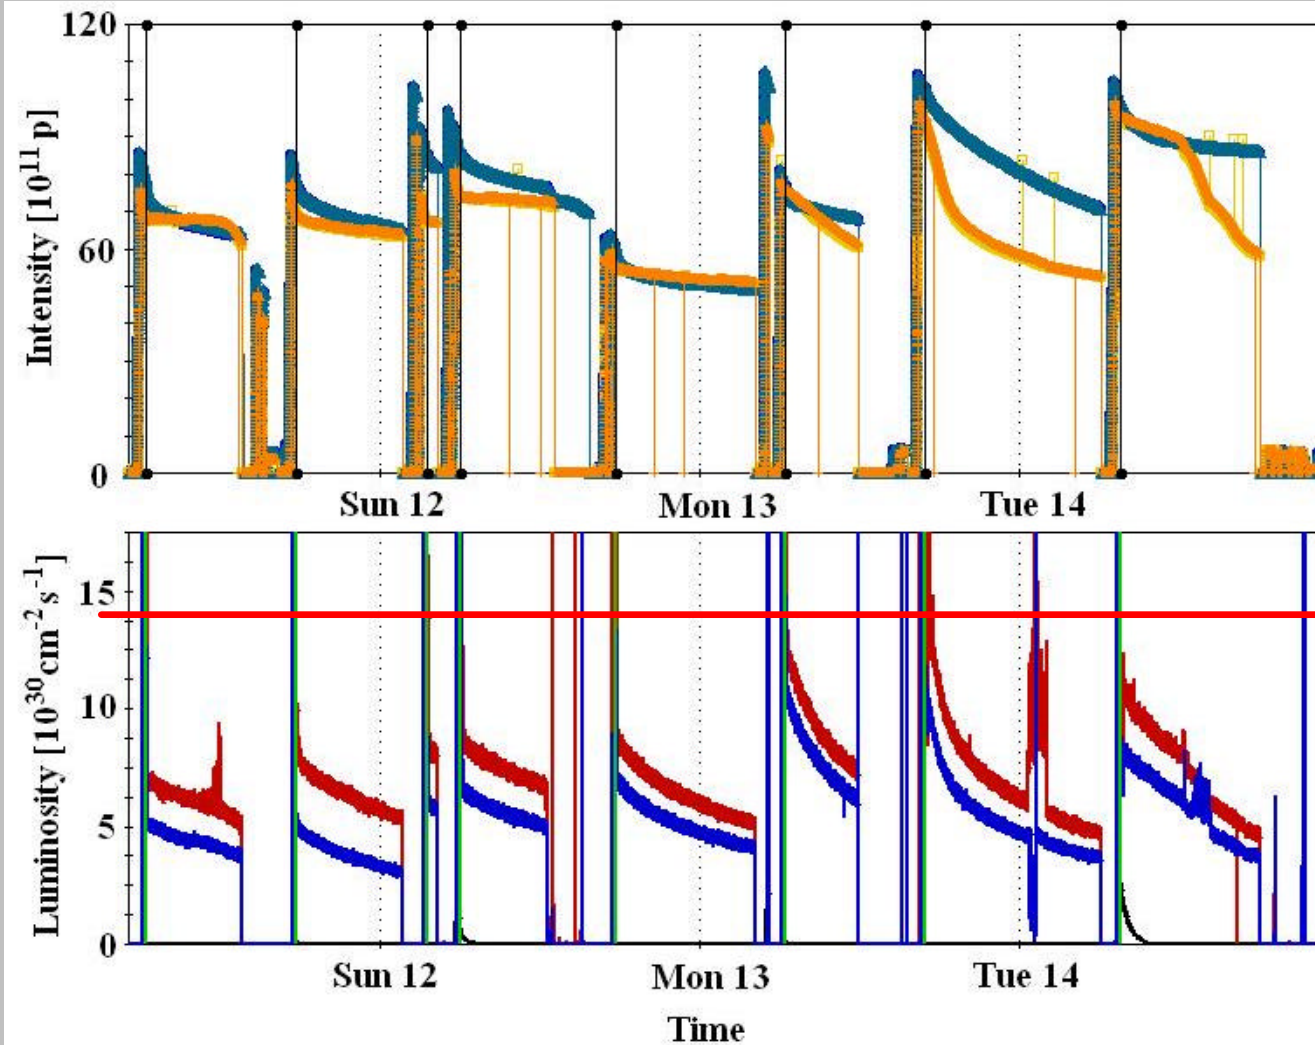 120
60
0
Intensity [10¹¹ p]
Sun 12
Mon 13
Tue 14
15
10
5
0
Luminosity [10³⁰cm⁻²s⁻¹]
Sun 12
Mon 13
Tue 14
Time